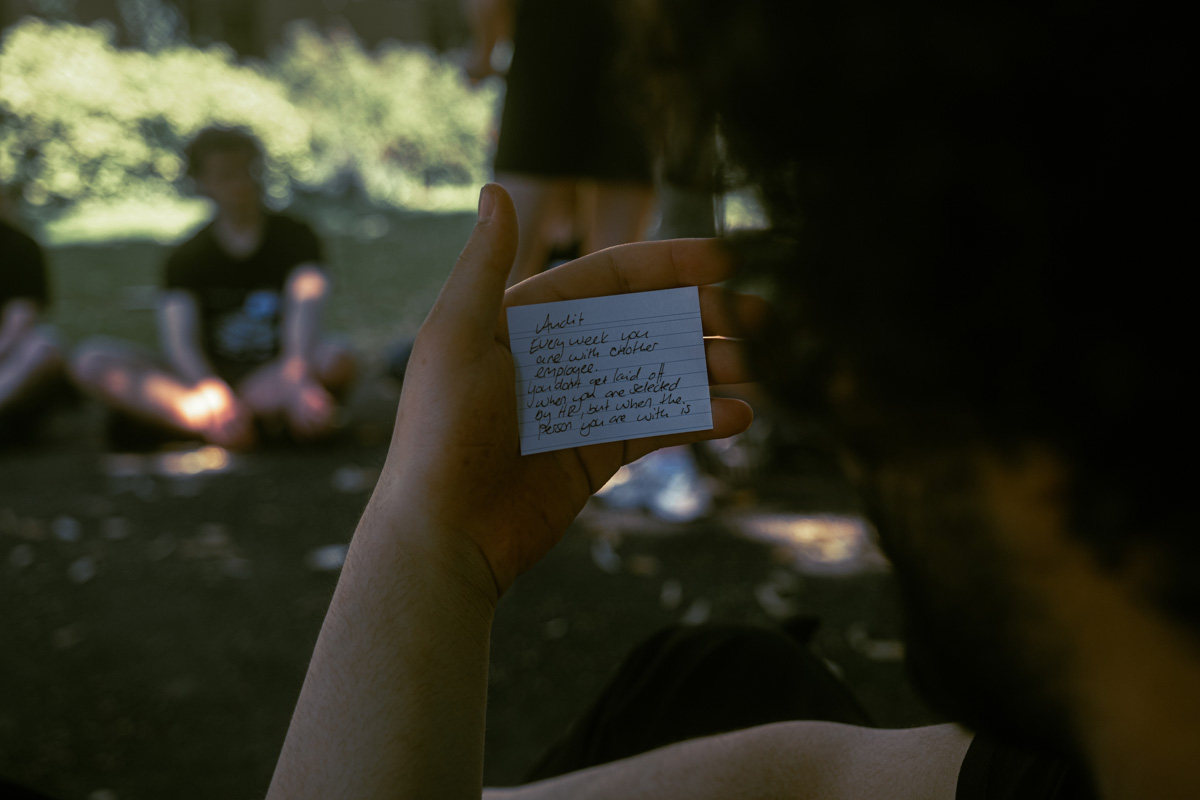 Audit
Every week you
are with another
employee.
You don't get laid off
when you are selected
by HR, but when the
person you are with is